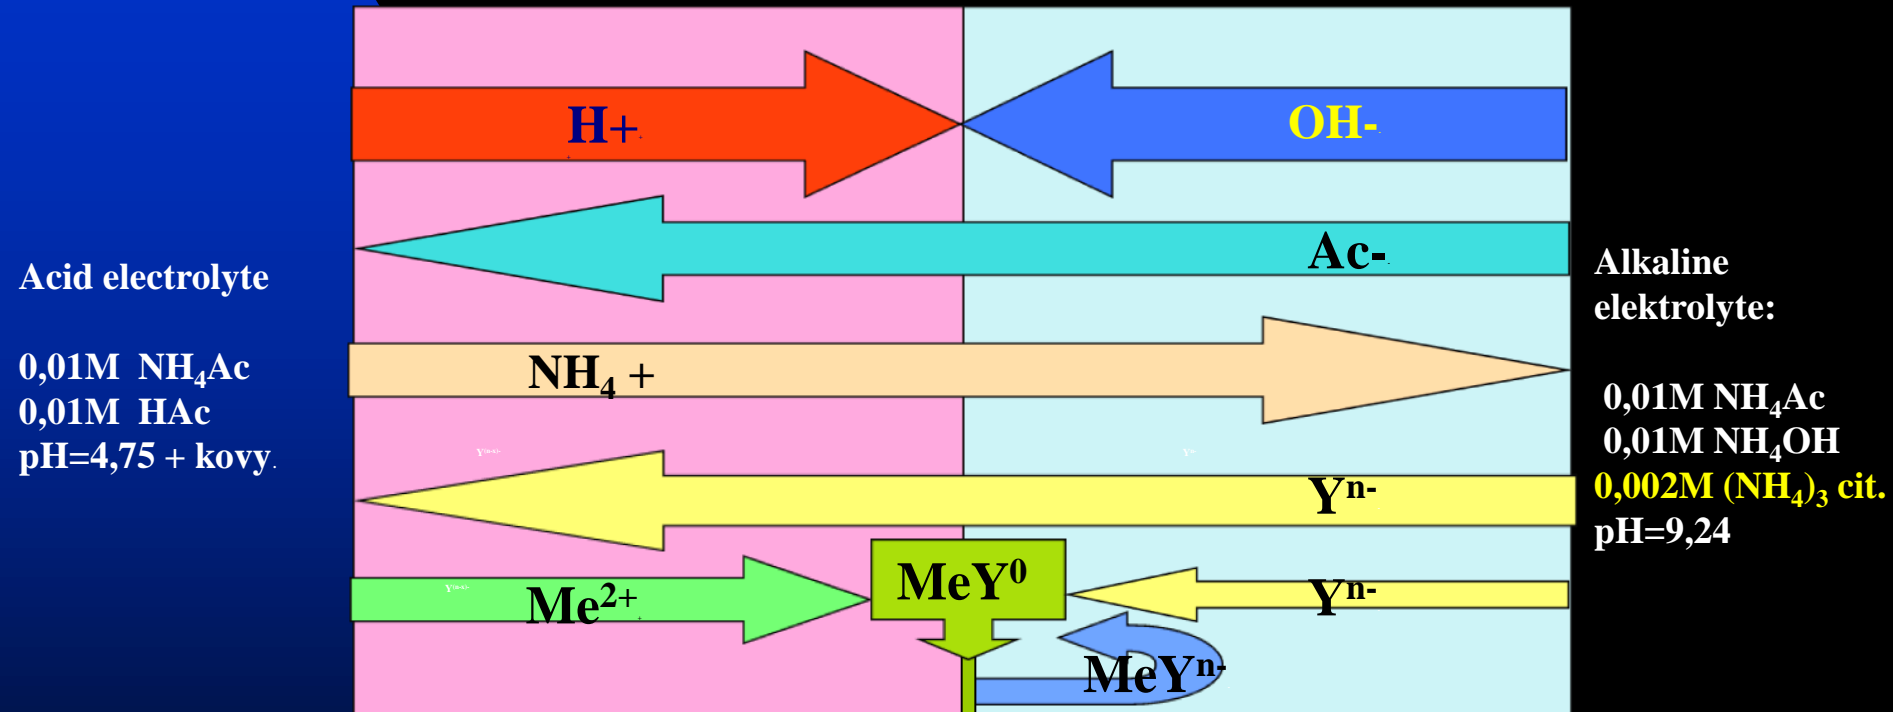 H+
OH-
Ac-
Acid electrolyte
Alkaline
elektrolyte:
0,01M NH₄Ac
0,01M HAc
pH=4,75 + kovy.
NH₄ +
0,01M NH₄Ac
0,01M NH₄OH
0,002M (NH₄)₃ cit.
pH=9,24
Yⁿ⁻
Me²⁺
MeY⁰
Yⁿ⁻
MeYⁿ⁻